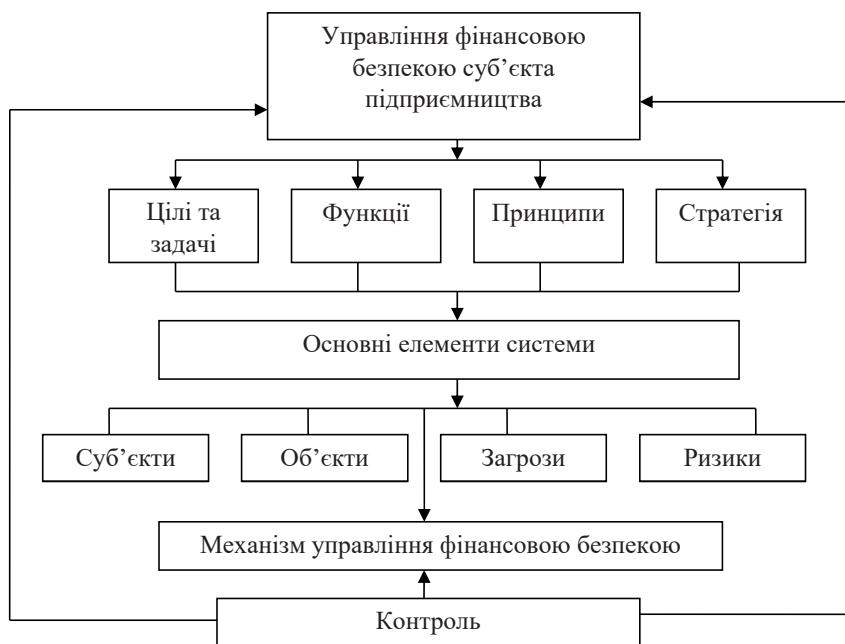 Управління фінансовою
безпекою суб’єкта
підприємництва
Цілі та
задачі
Функції
Принципи
Стратегія
Основні елементи системи
Суб’єкти
Об’єкти
Загрози
Ризики
Механізм управління фінансовою безпекою
Контроль